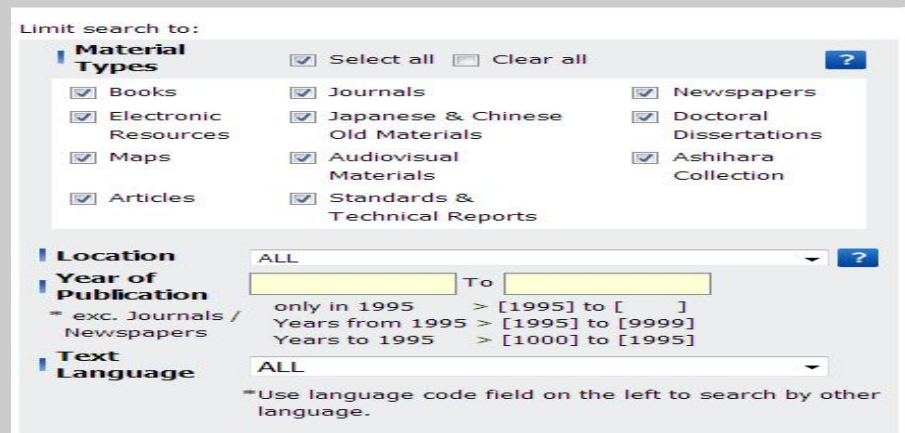 Limit search to:
Material Types
Select all Clear all
?
Books Journals Newspapers
Electronic Resources Japanese & Chinese Old Materials Doctoral Dissertations
Maps Audiovisual Materials Ashihara Collection
Articles Standards & Technical Reports
Location ALL ?
Year of Publication To
* exc. Journals / Newspapers
only in 1995 > [1995] to [ ]
Years from 1995 > [1995] to [9999]
Years to 1995 > [1000] to [1995]
Text Language ALL
*Use language code field on the left to search by other
language.